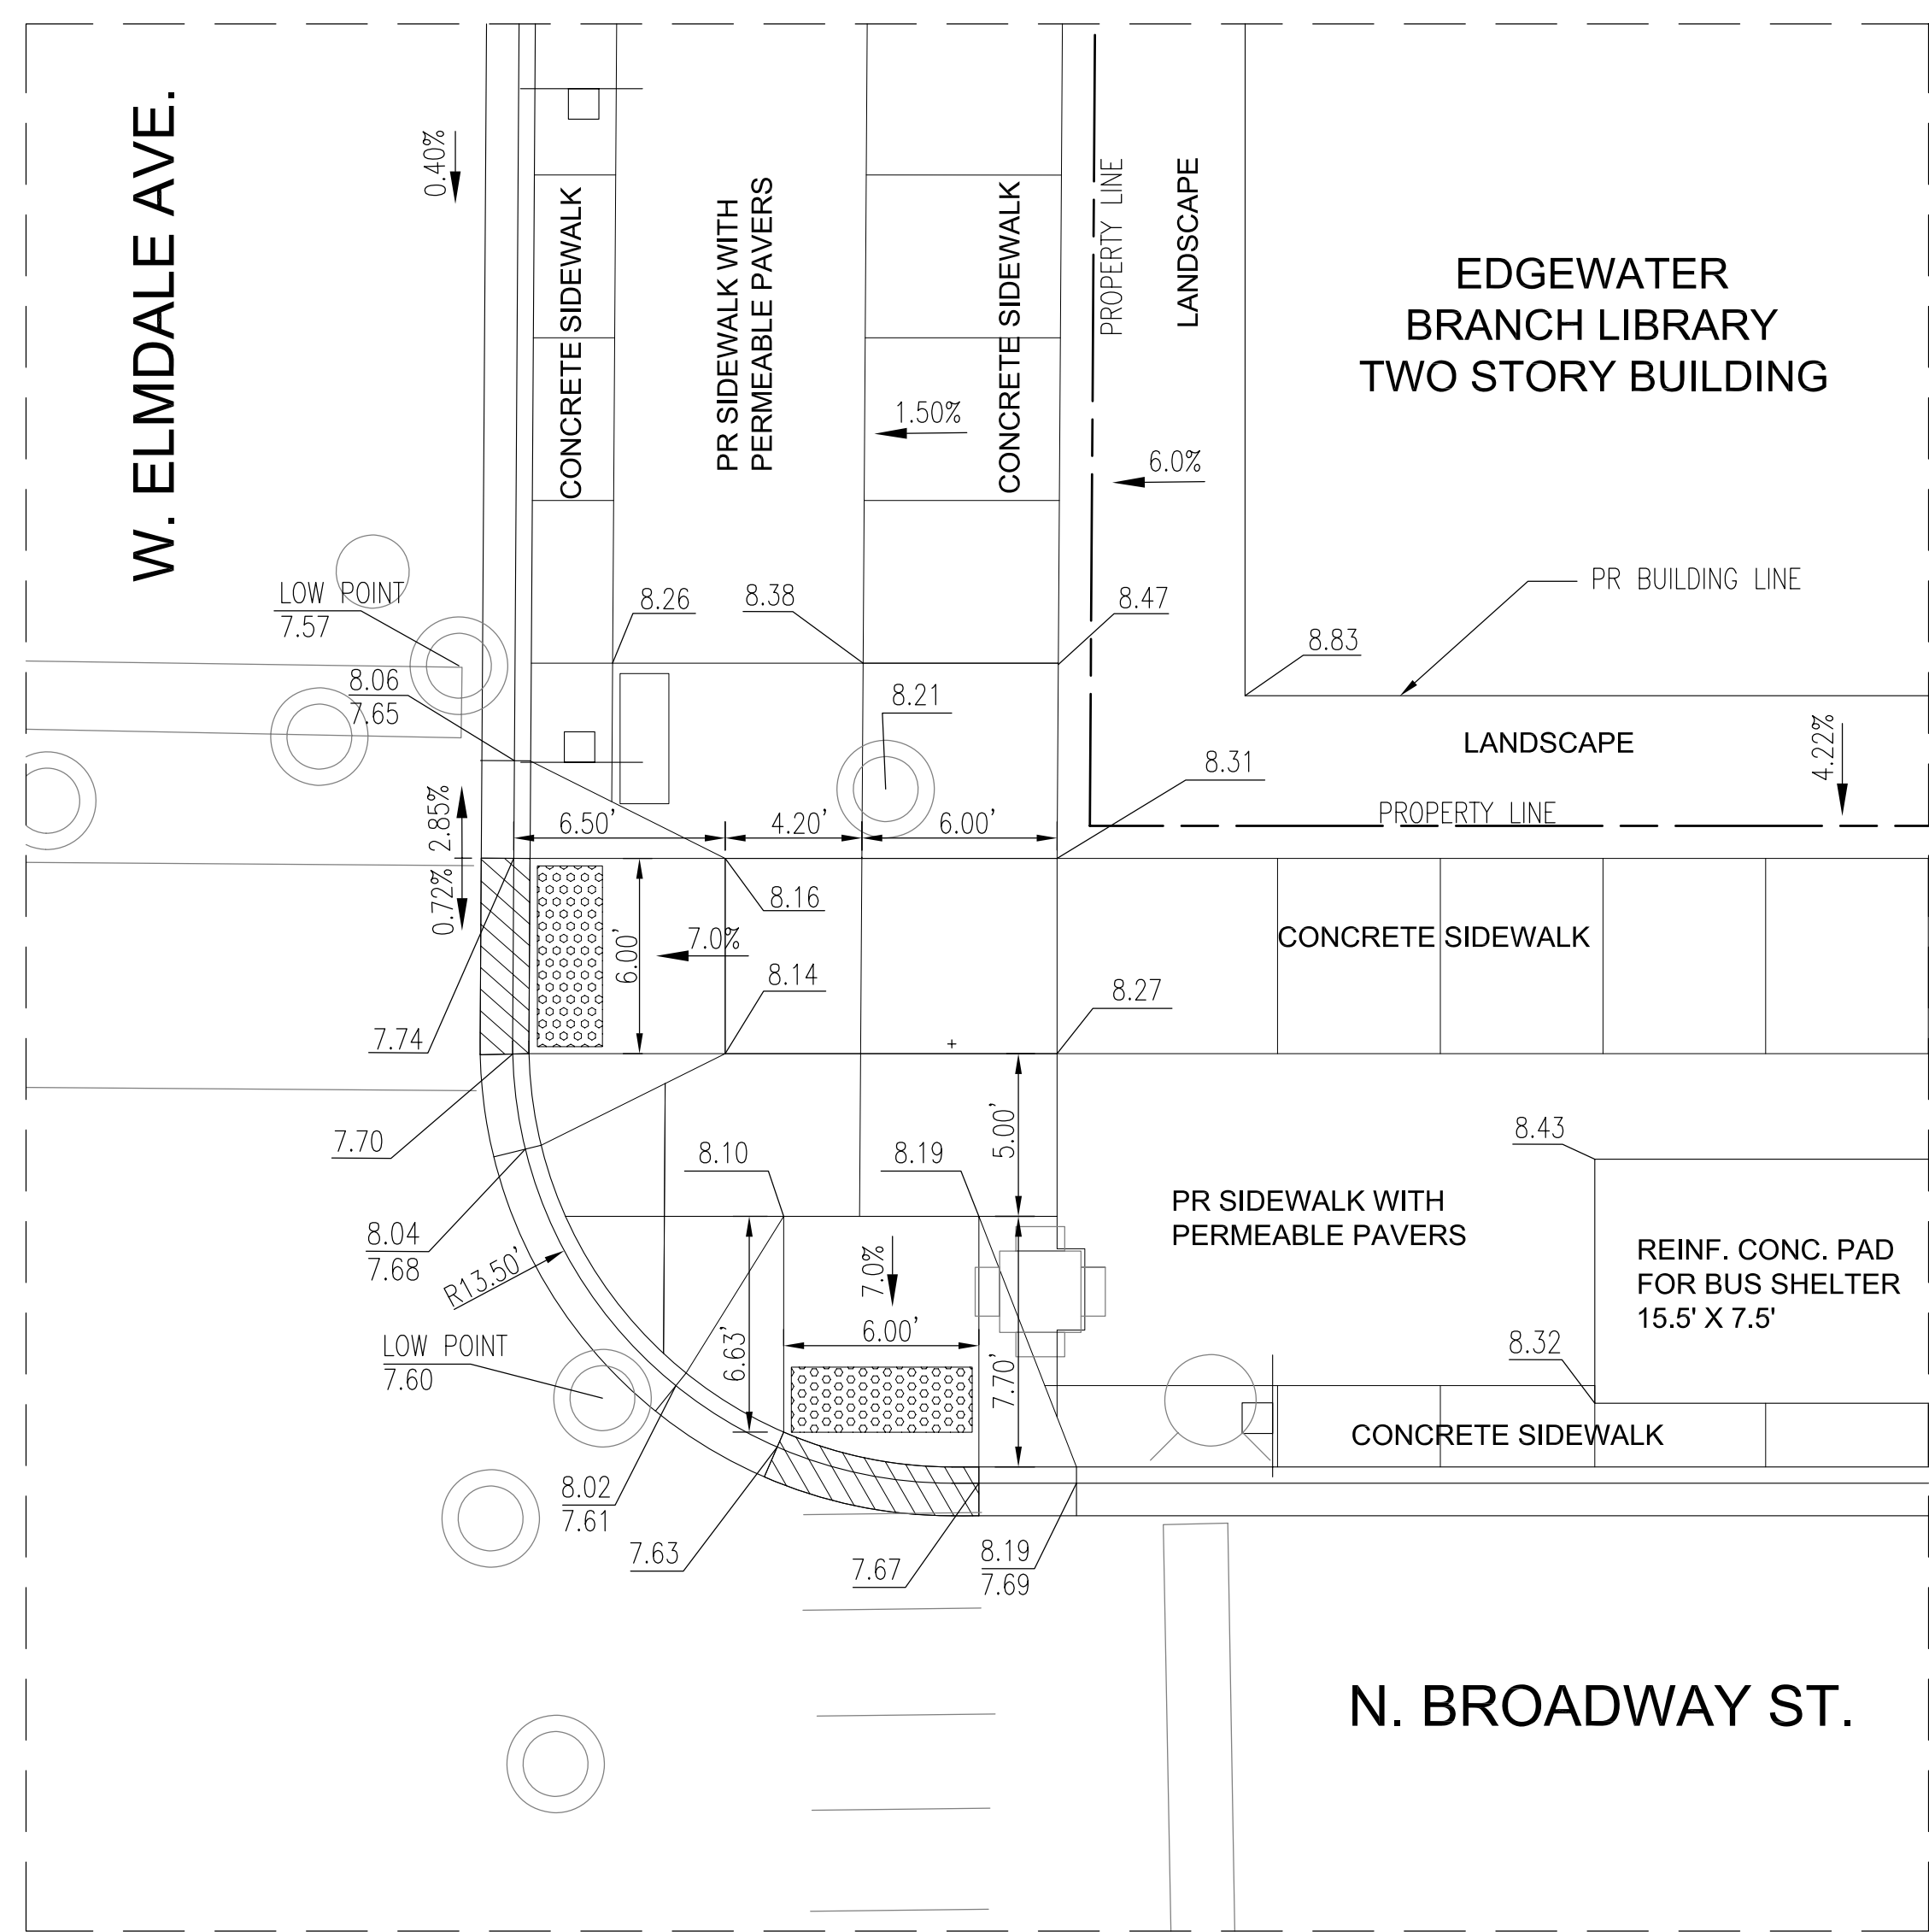 W. ELMDALE AVE.
0.40%
CONCRETE SIDEWALK
PR SIDEWALK WITH
PERMEABLE PAVERS
CONCRETE SIDEWALK
1.50%
PROPERTY LINE
LANDSCAPE
6.0%
EDGEWATER
BRANCH LIBRARY
TWO STORY BUILDING
PR BUILDING LINE
LOW POINT
7.57
8.26
8.38
8.47
8.83
8.06
7.65
8.21
8.31
LANDSCAPE
4.22%
PROPERTY LINE
2.85%
0.72%
6.50'
4.20'
6.00'
8.16
7.0%
6.00'
8.14
8.27
CONCRETE SIDEWALK
7.74
7.70
8.10
8.19
5.00'
8.43
PR SIDEWALK WITH
PERMEABLE PAVERS
8.04
7.68
R13.50'
7.0%
REINF. CONC. PAD
FOR BUS SHELTER
15.5' X 7.5'
LOW POINT
7.60
6.63'
6.00'
7.70'
8.32
CONCRETE SIDEWALK
8.02
7.61
7.63
7.67
8.19
7.69
N. BROADWAY ST.